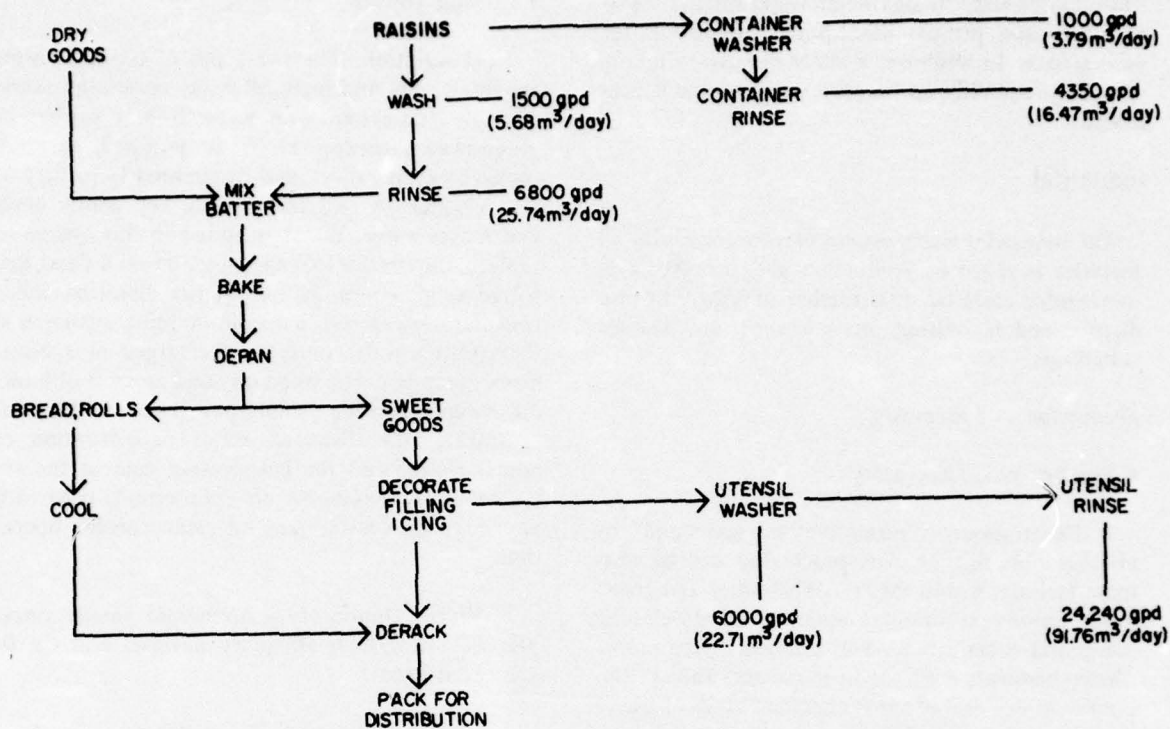 DRY
GOODS
RAISINS
CONTAINER
WASHER
1000 gpd
(3.79 m³/day)
WASH
1500 gpd
(5.68 m³/day)
CONTAINER
RINSE
4350 gpd
(16.47 m³/day)
MIX
BATTER
RINSE
6800 gpd
(25.74 m³/day)
BAKE
DEPAN
BREAD, ROLLS
SWEET
GOODS
COOL
DECORATE
FILLING
ICING
UTENSIL
WASHER
UTENSIL
RINSE
DERACK
6000 gpd
(22.71 m³/day)
24,240 gpd
(91.76 m³/day)
PACK FOR
DISTRIBUTION